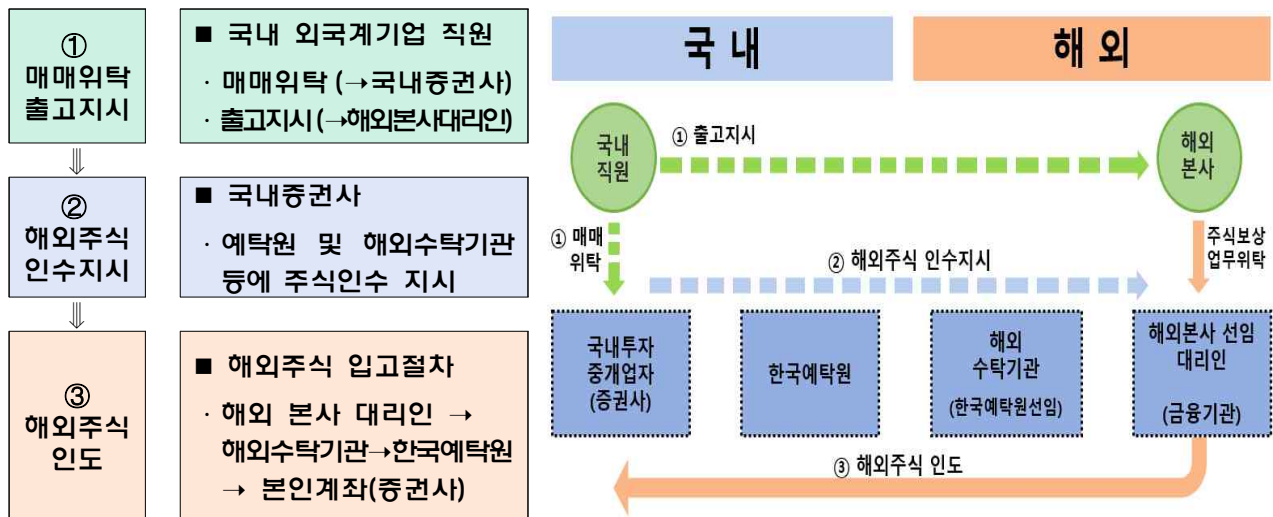 ①
매매위탁
출고지시
■ 국내 외국계기업 직원
· 매매위탁 (→국내증권사)
· 출고지시 (→해외본사대리인)
⇓
②
해외주식
인수지시
■ 국내증권사
· 예탁원 및 해외수탁기관
등에 주식인수 지시
⇓
③
해외주식
인도
■ 해외주식 입고절차
· 해외 본사 대리인 →
해외수탁기관→한국예탁원
→ 본인계좌(증권사)
국내
해외
국내
직원
① 출고지시
해외
본사
① 매매
위탁
② 해외주식 인수지시
주식보상
업무위탁
국내투자
중개업자
(증권사)
한국예탁원
해외
수탁기관
(한국예탁원선임)
해외본사 선임
대리인
(금융기관)
③ 해외주식 인도